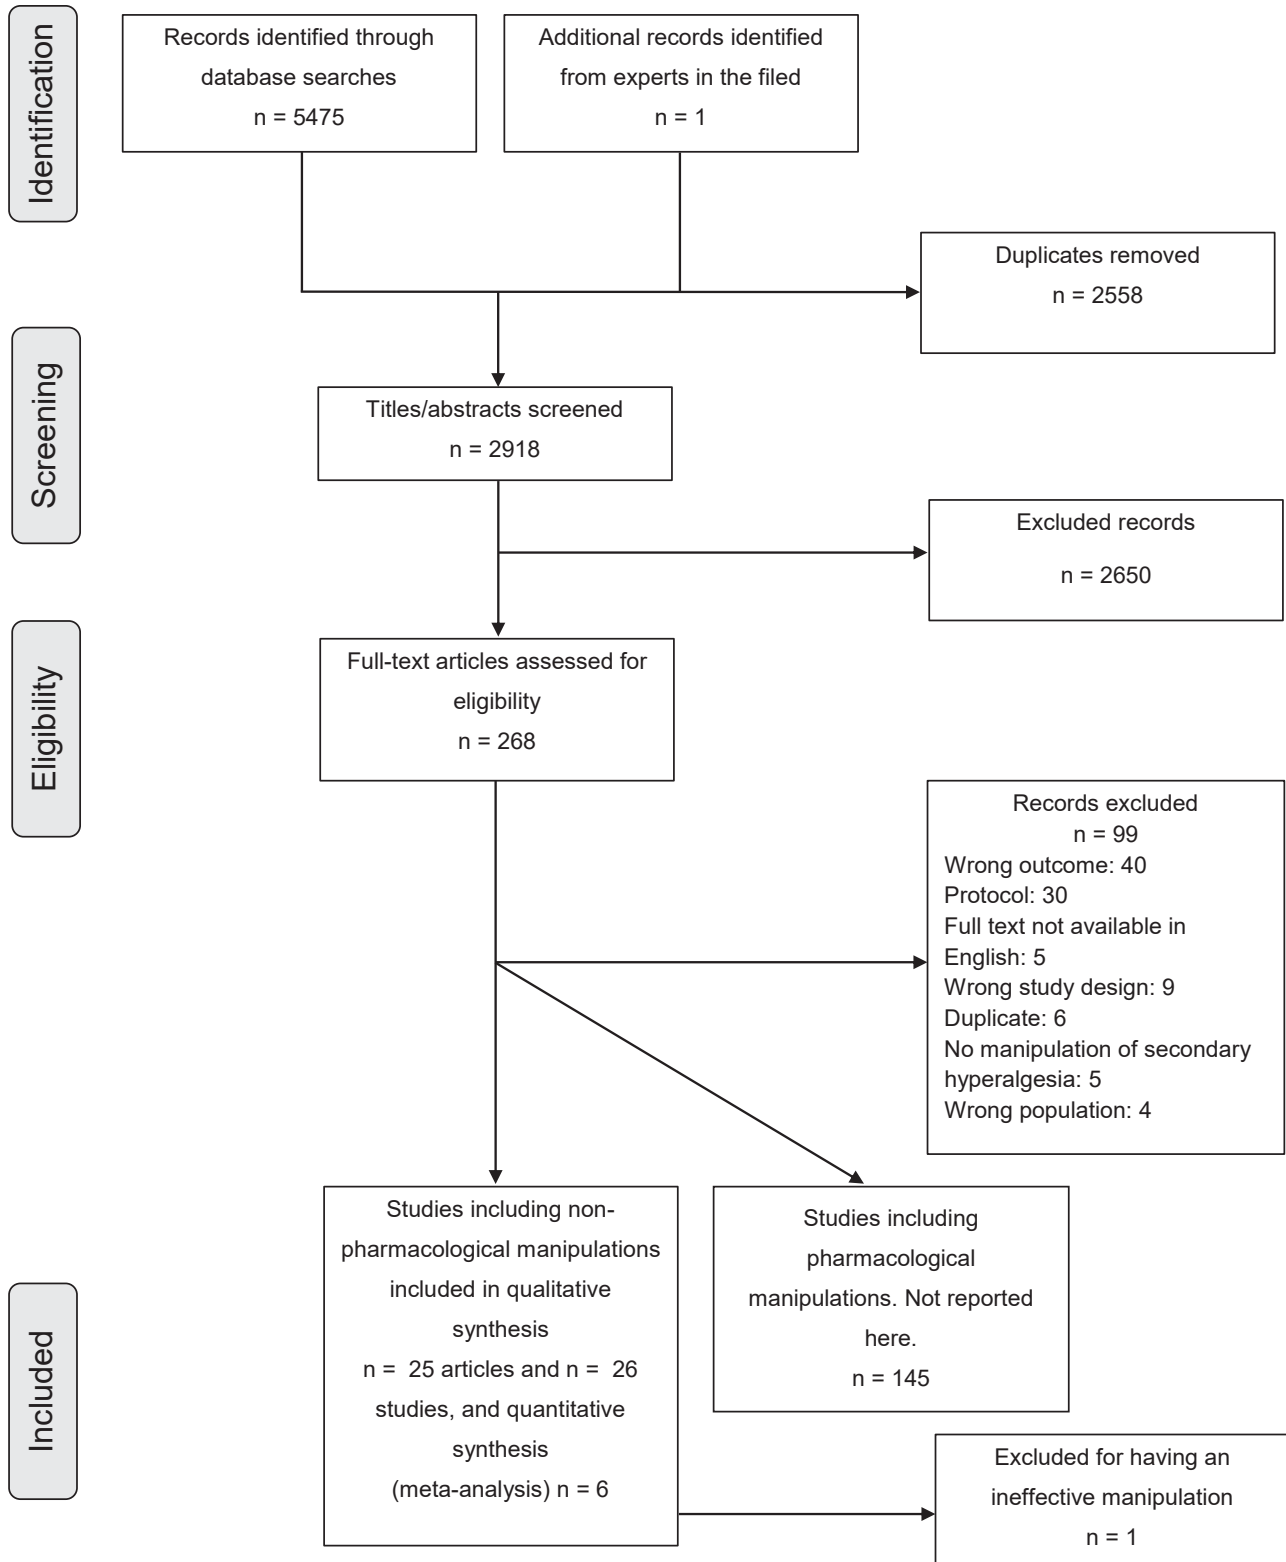 Identification
Records identified through
database searches
n = 5475
Additional records identified
from experts in the filed
n = 1
Duplicates removed
n = 2558
Screening
Titles/abstracts screened
n = 2918
Excluded records
n = 2650
Eligibility
Full-text articles assessed for
eligibility
n = 268
Records excluded
n = 99
Wrong outcome: 40
Protocol: 30
Full text not available in
English: 5
Wrong study design: 9
Duplicate: 6
No manipulation of secondary
hyperalgesia: 5
Wrong population: 4
Included
Studies including non-
pharmacological manipulations
included in qualitative
synthesis
n = 25 articles and n = 26
studies, and quantitative
synthesis
(meta-analysis) n = 6
Studies including
pharmacological
manipulations. Not reported
here.
n = 145
Excluded for having an
ineffective manipulation
n = 1